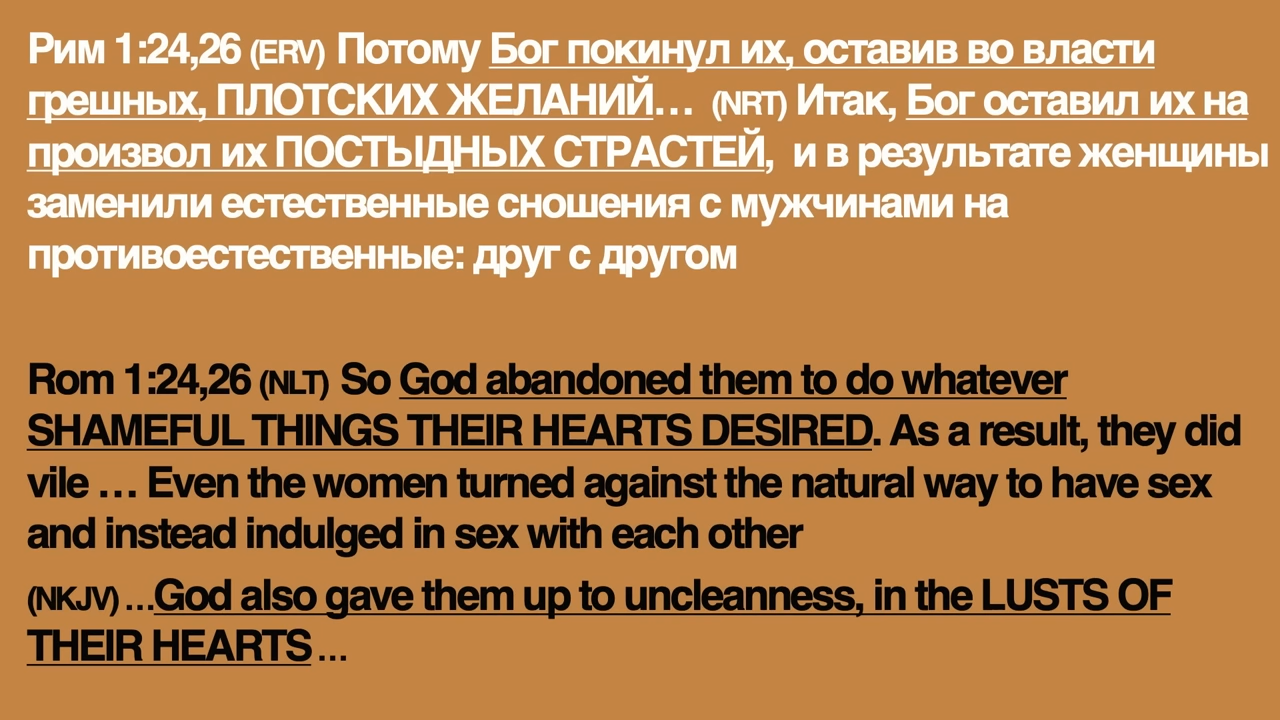 Рим 1:24,26 (ERV) Потому Бог покинул их, оставив во власти
грешных, ПЛОТСКИХ ЖЕЛАНИЙ… (NRT) Итак, Бог оставил их на
произвол их ПОСТЫДНЫХ СТРАСТЕЙ, и в результате женщины
заменили естественные сношения с мужчинами на
противоестественные: друг с другом
Rom 1:24,26 (NLT) So God abandoned them to do whatever
SHAMEFUL THINGS THEIR HEARTS DESIRED. As a result, they did
vile … Even the women turned against the natural way to have sex
and instead indulged in sex with each other
(NKJV) …God also gave them up to uncleanness, in the LUSTS OF
THEIR HEARTS …